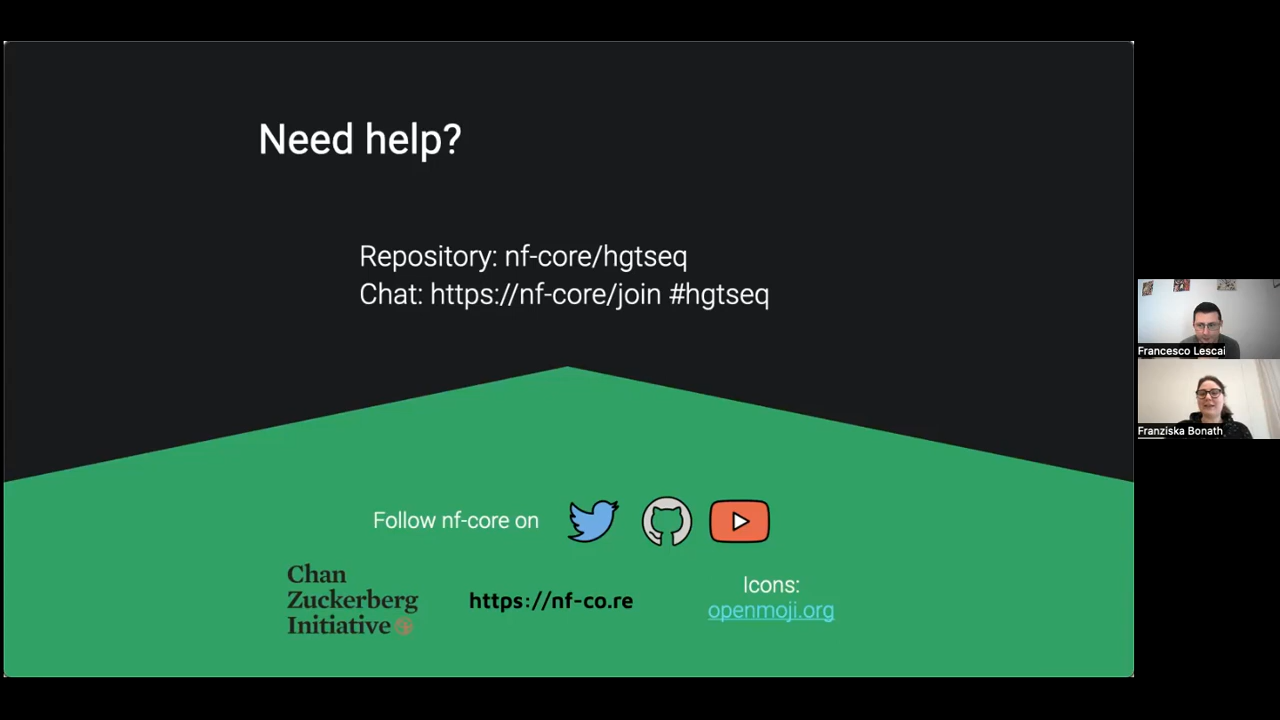 Need help?
Repository: nf-core/hgtseq
Chat: https://nf-core/join #hgtseq
Follow nf-core on
Chan
Zuckerberg
Initiative
https://nf-co.re
Icons:
openmoji.org
Francesco Lescai
Franziska Bonath